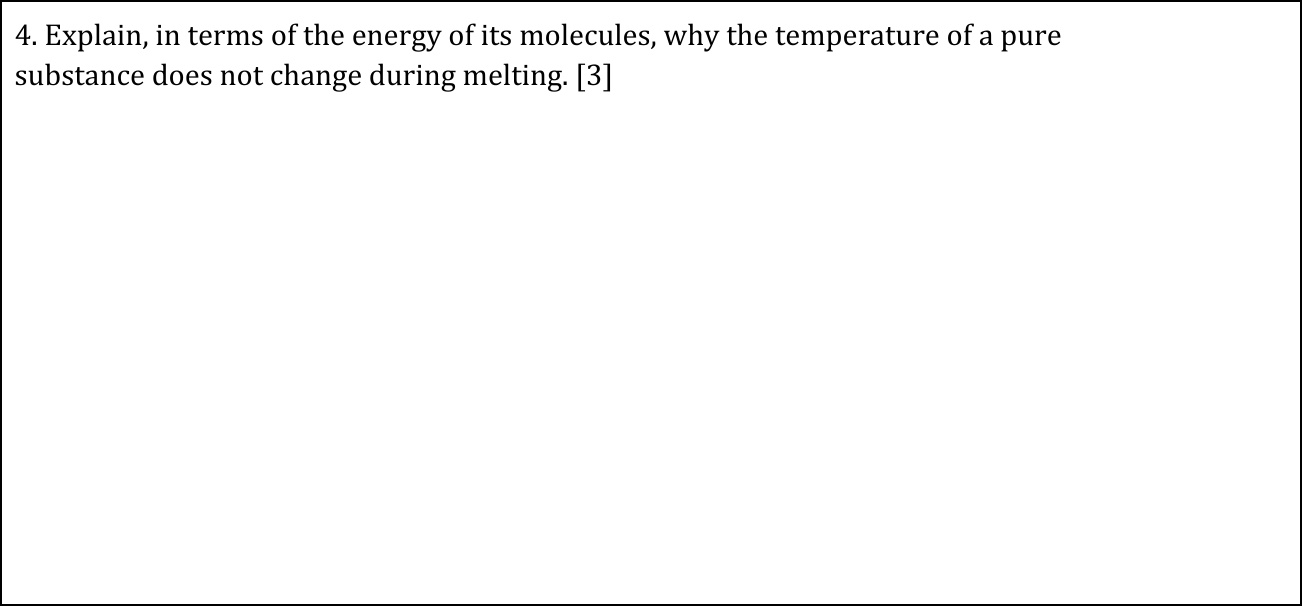 4. Explain, in terms of the energy of its molecules, why the temperature of a pure
substance does not change during melting. [3]